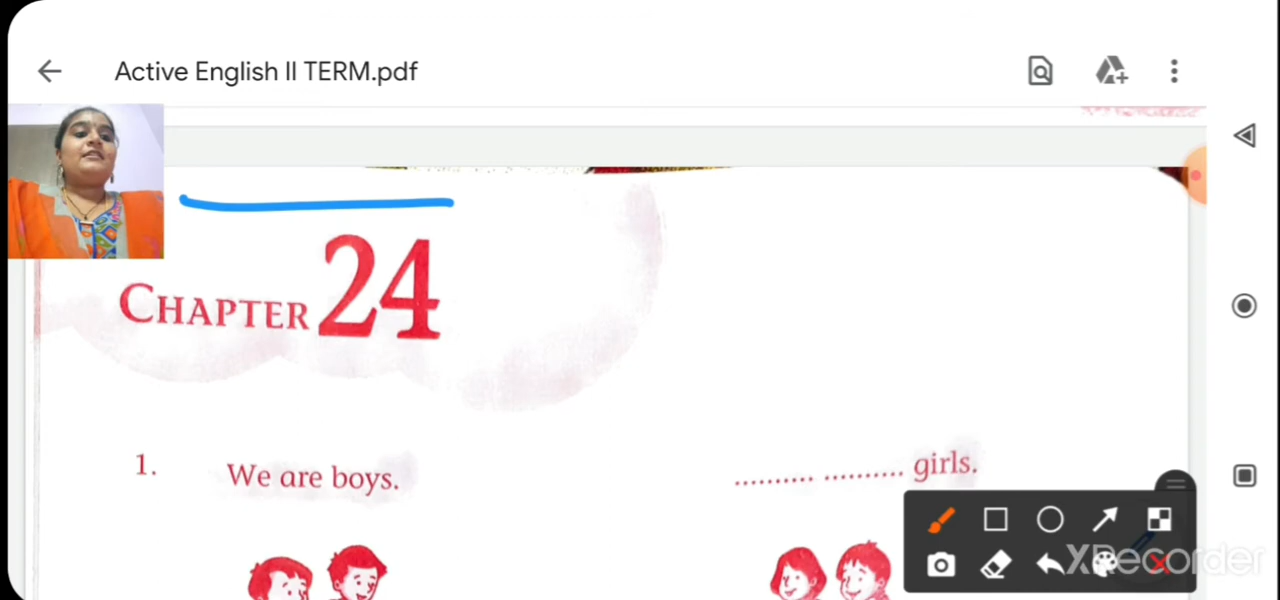 Active English II TERM.pdf
CHAPTER 24
1. We are boys. .......... .......... girls.
XRecorder